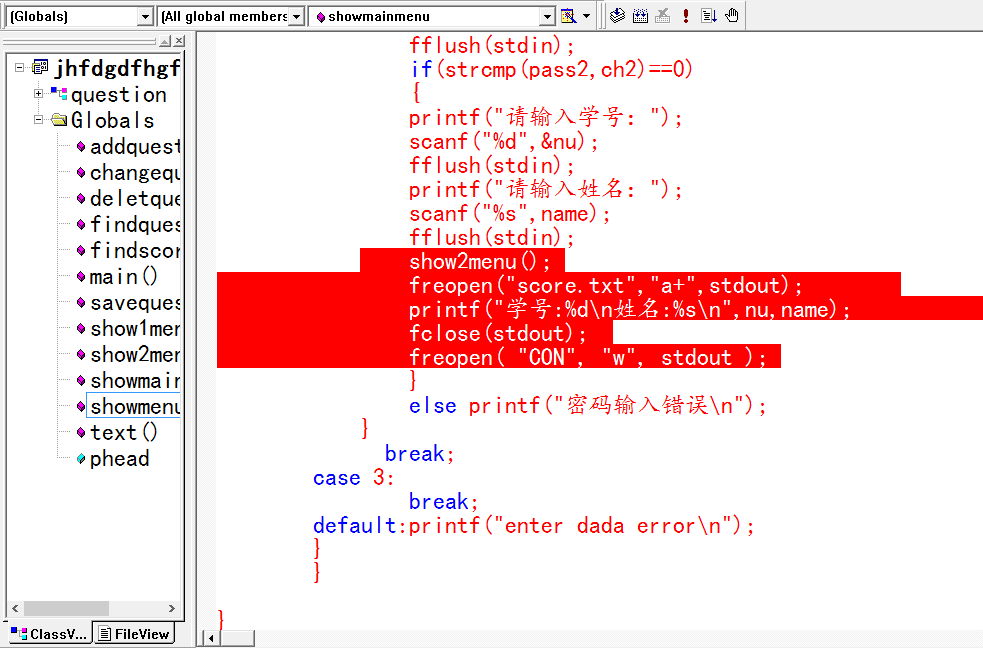 (Globals)
[All global members
showmainmenu
jhfdgdfhgf
question
Globals
addquest
changequ
deletque
findques
findscor
main()
saveques
show1mer
show2mer
showmair
showmenu
text()
phead
ClassV...
FileView
fflush(stdin);
if(strcmp(pass2,ch2)==0)
{
printf("请输入学号: ");
scanf("%d",&nu);
fflush(stdin);
printf("请输入姓名: ");
scanf("%s",name);
fflush(stdin);
show2menu();
freopen("score.txt","a+",stdout);
printf("学号:%d\n姓名:%s\n",nu,name);
fclose(stdout);
freopen( "CON", "w", stdout );
}
else printf("密码输入错误\n");
}
break;
case 3:
break;
default:printf("enter dada error\n");
}
}
}